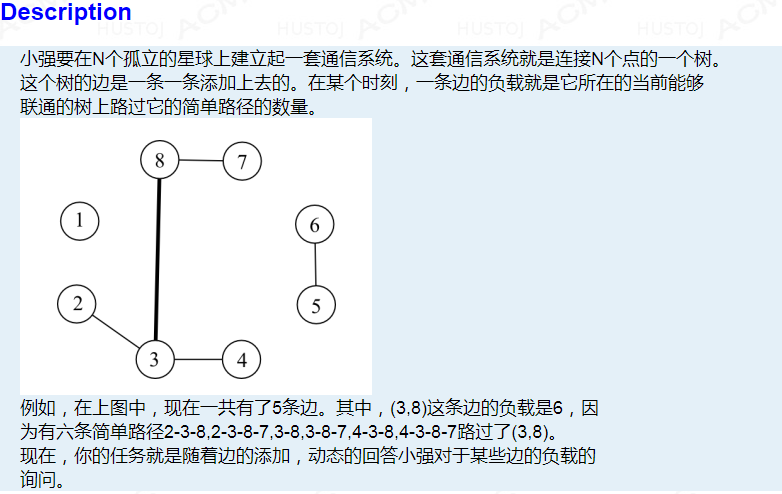 Description
小强要在N个孤立的星球上建立起一套通信系统。这套通信系统就是连接N个点的一个树。
这个树的边是一条一条添加上去的。在某个时刻，一条边的负载就是它所在的当前能够
联通的树上路过它的简单路径的数量。
8 7
1
6
2
5
3 4
例如，在上图中，现在一共有了5条边。其中，(3,8)这条边的负载是6，因
为有六条简单路径2-3-8,2-3-8-7,3-8,3-8-7,4-3-8,4-3-8-7路过了(3,8)。
现在，你的任务就是随着边的添加，动态的回答小强对于某些边的负载的
询问。
HUSTOJ
HUSTOJ
HUSTOJ